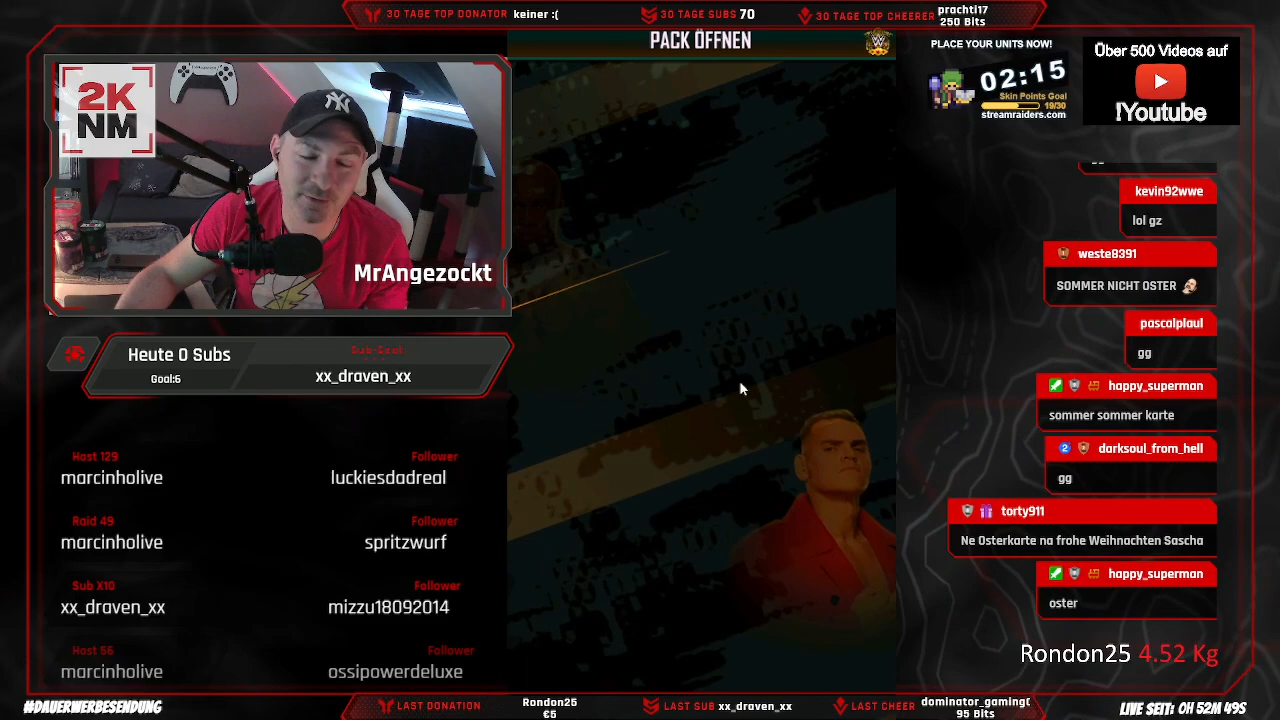 30 TAGE TOP DONATOR keiner :(
30 TAGE SUBS 70
30 TAGE TOP CHEERER prachti17
250 Bits
PACK ÖFFNEN
2K
NM
MrAngezockt
PLACE YOUR UNITS NOW!
02:15
Skin Points Goal
19/30
streamraiders.com
Über 500 Videos auf
!Youtube
kevin92wwe
lol gz
weste8391
SOMMER NICHT OSTER
pascalplaul
gg
happy_superman
sommer sommer karte
darksoul_from_hell
gg
torty911
Ne Osterkarte na frohe Weihnachten Sascha
happy_superman
oster
Rondon25 4.52 Kg
Heute 0 Subs
Goal:6
Sub-Goal:
xx_draven_xx
Host 129
marcinholive
Follower
luckiesdadreal
Raid 49
marcinholive
Follower
spritzwurf
Sub X10
xx_draven_xx
Follower
mizzu18092014
Host 56
marcinholive
Follower
ossipowerdeluxe
#DAUERWERBESENDUNG
LAST DONATION Rondon25
€5
LAST SUB xx_draven_xx
LAST CHEER dominator_gaming(
95 Bits
LIVE SEIT: 0H 52M 49S